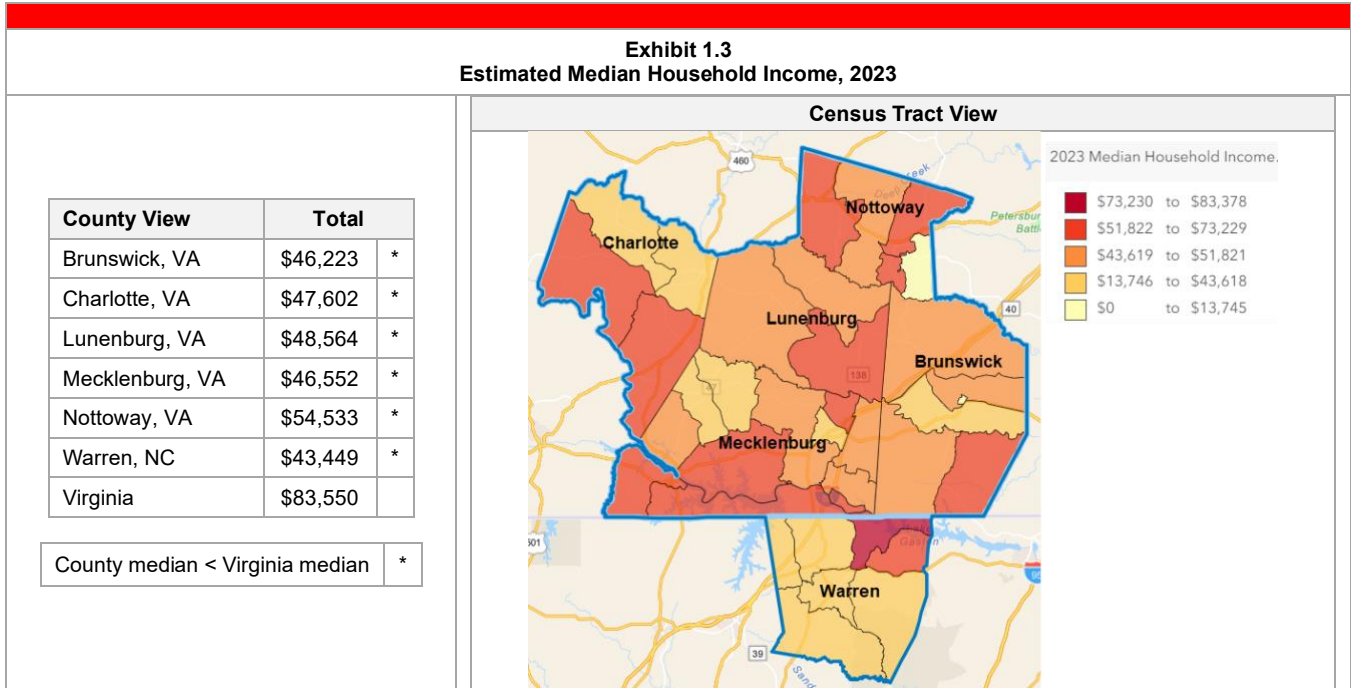 Exhibit 1.3
Estimated Median Household Income, 2023
County View Total
Brunswick, VA $46,223 *
Charlotte, VA $47,602 *
Lunenburg, VA $48,564 *
Mecklenburg, VA $46,552 *
Nottoway, VA $54,533 *
Warren, NC $43,449 *
Virginia $83,550
County median < Virginia median *
Census Tract View
460
Nottoway
Charlotte
40
Lunenburg
Brunswick
138
47
Mecklenburg
Warren
39
2023 Median Household Income.
$73,230 to $83,378
$51,822 to $73,229
$43,619 to $51,821
$13,746 to $43,618
$0 to $13,745